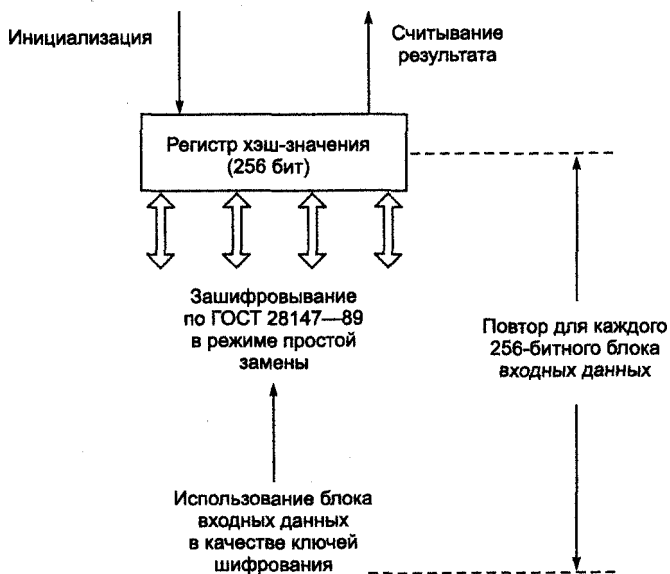 Инициализация
Считывание
результата
Регистр хэш-значения
(256 бит)
Зашифровывание
по ГОСТ 28147—89
в режиме простой
замены
Повтор для каждого
256-битного блока
входных данных
Использование блока
входных данных
в качестве ключей
шифрования